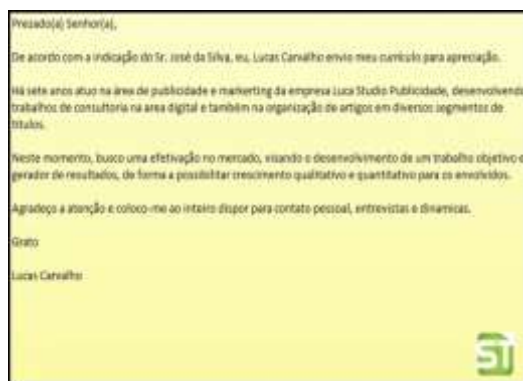 Prezado(a) Senhor(a),
De acordo com a indicação do Sr. José da Silva, eu, Lucas Carvalho envio meu currículo para apreciação.
Há sete anos atuo na área de publicidade e markerting da empresa Luca Studio Publicidade, desenvolvendo
trabalhos de consultoria na area digital e também na organização de artigos em diversos segmentos de
títulos.
Neste momento, busco uma efetivação no mercado, visando o desenvolvimento de um trabalho objetivo e
gerador de resultados, de forma a possibilitar crescimento qualitativo e quantitativo para os envolvidos.
Agradeço a atenção e coloco-me ao inteiro dispor para contato pessoal, entrevistas e dinamicas.
Grato
Lucas Carvalho
ST